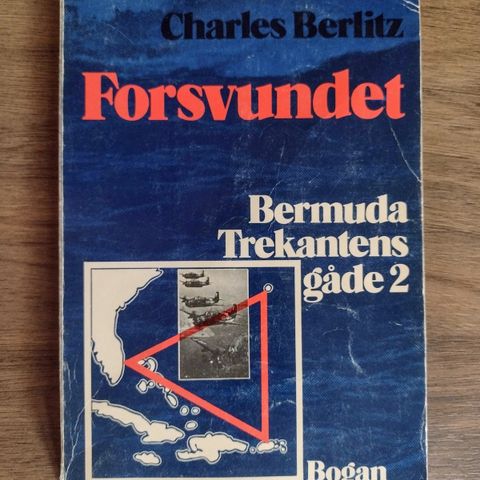 Charles Berlitz
Forsvundet
Bermuda
Trekantens
gåde 2
Bogan